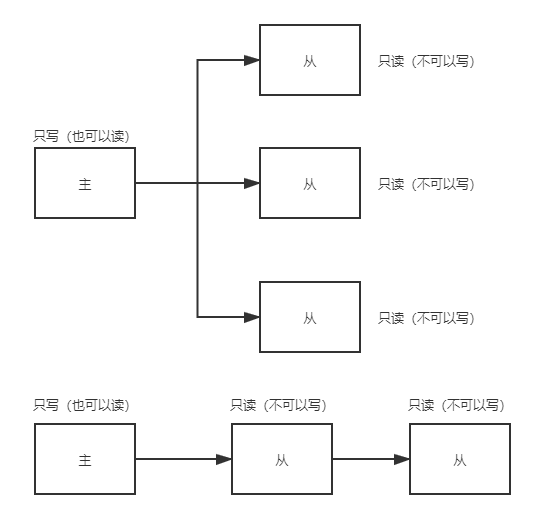 从
只读（不可以写）
只写（也可以读）
主
从
只读（不可以写）
从
只读（不可以写）
只写（也可以读）
只读（不可以写）
只读（不可以写）
主
从
从